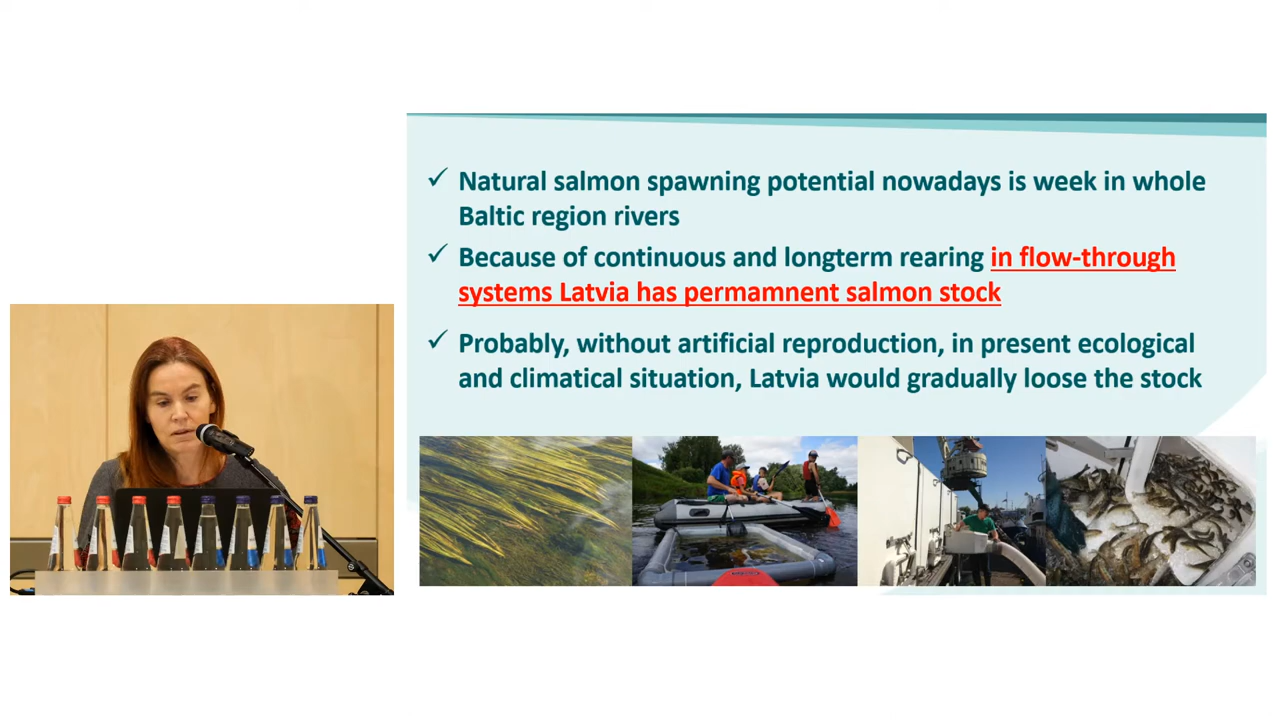 Natural salmon spawning potential nowadays is week in whole
Baltic region rivers
Because of continuous and longterm rearing in flow-through
systems Latvia has permamnent salmon stock
Probably, without artificial reproduction, in present ecological
and climatical situation, Latvia would gradually loose the stock